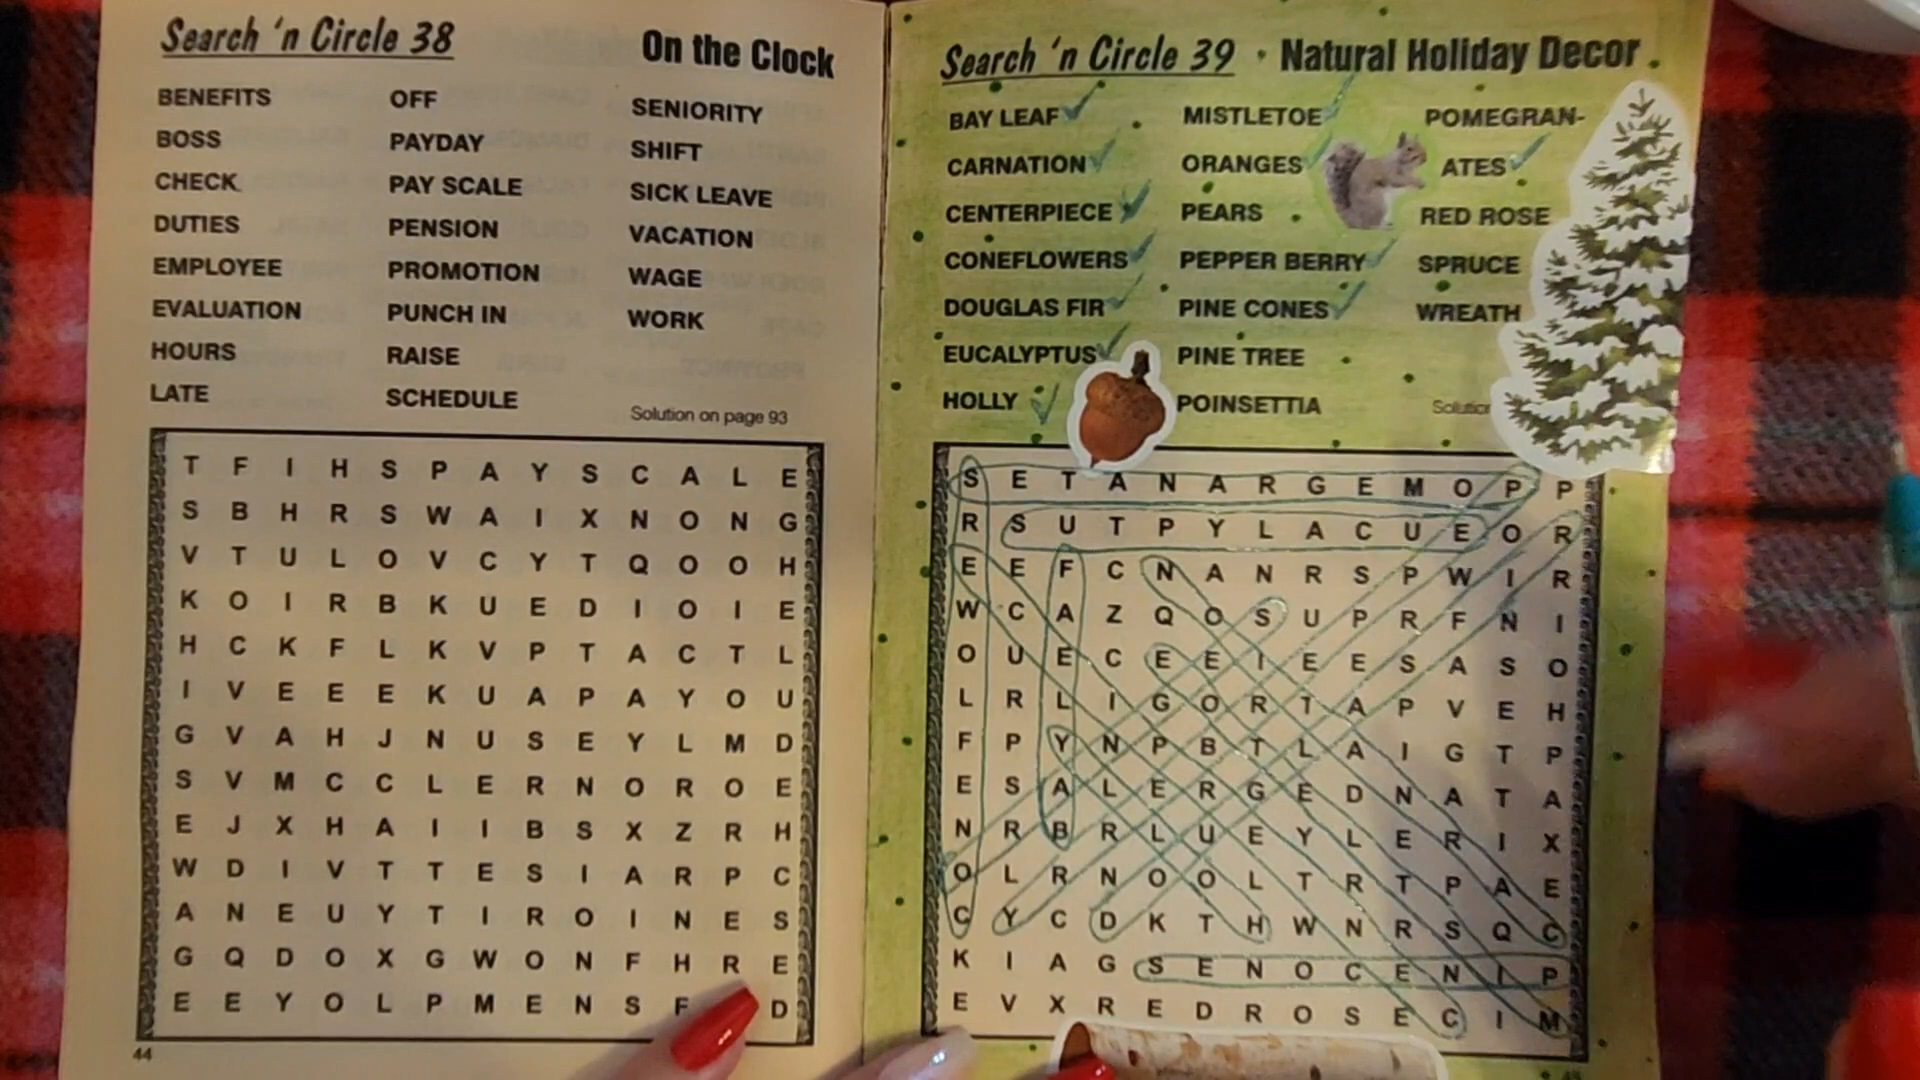 Search 'n Circle 38
On the Clock
BENEFITS
BOSS
CHECK
DUTIES
EMPLOYEE
EVALUATION
HOURS
LATE
OFF
PAYDAY
PAY SCALE
PENSION
PROMOTION
PUNCH IN
RAISE
SCHEDULE
SENIORITY
SHIFT
SICK LEAVE
VACATION
WAGE
WORK
Solution on page 93
T F I H S P A Y S C A L E
S B H R S W A I X N O N G
V T U L O V C Y T Q O O H
K O I R B K U E D I O I E
H C K F L K V P T A C T L
I V E E E K U A P A Y O U
G V A H J N U S E Y L M D
S V M C C L E R N O R O E
E J X H A I I B S X Z R H
W D I V T T E S I A R P C
A N E U Y T I R O I N E S
G Q D O X G W O N F H R E
E E Y O L P M E N S F D
44
Search 'n Circle 39 · Natural Holiday Decor
BAY LEAF
CARNATION
CENTERPIECE
CONEFLOWERS
DOUGLAS FIR
EUCALYPTUS
HOLLY
MISTLETOE
ORANGES
PEARS
PEPPER BERRY
PINE CONES
PINE TREE
POINSETTIA
POMEGRAN-
ATES
RED ROSE
SPRUCE
WREATH
S E T A N A R G E M O P P
R S U T P Y L A C U E O R
E E F C N A N R S P W I R
W C A Z Q O S U P R F N I
O U E C E E I E E S A S O
L R L I G O R T A P V E H
F P Y N P B T L A I G T P
E S A L E R G E D N A T A
N R B R L U E Y L E R I X
O L R N O O L T R T P A E
C Y C D K T H W N R S Q C
K I A G S E N O C E N I P
E V X R E D R O S E C I M